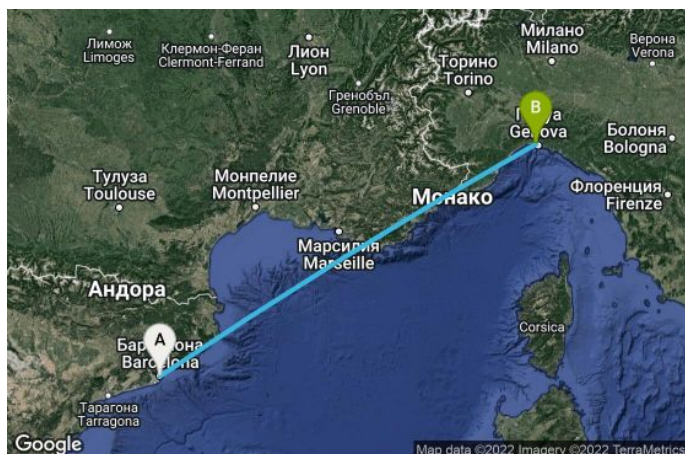 Лимож
Limoges
Клермон-Феран
Clermont-Ferrand
Лион
Lyon
Милано
Milano
Верона
Verona
Торино
Torino
Гренобъл
Grenoble
B
Genova
Болоня
Bologna
Тулуза
Toulouse
Монпелие
Montpellier
Монако
Флоренция
Firenze
Марсилия
Marseille
Андора
A
Barcelona
Corsica
Тарагона
Tarragona
Google
Map data ©2022 Imagery ©2022 TerraMetrics